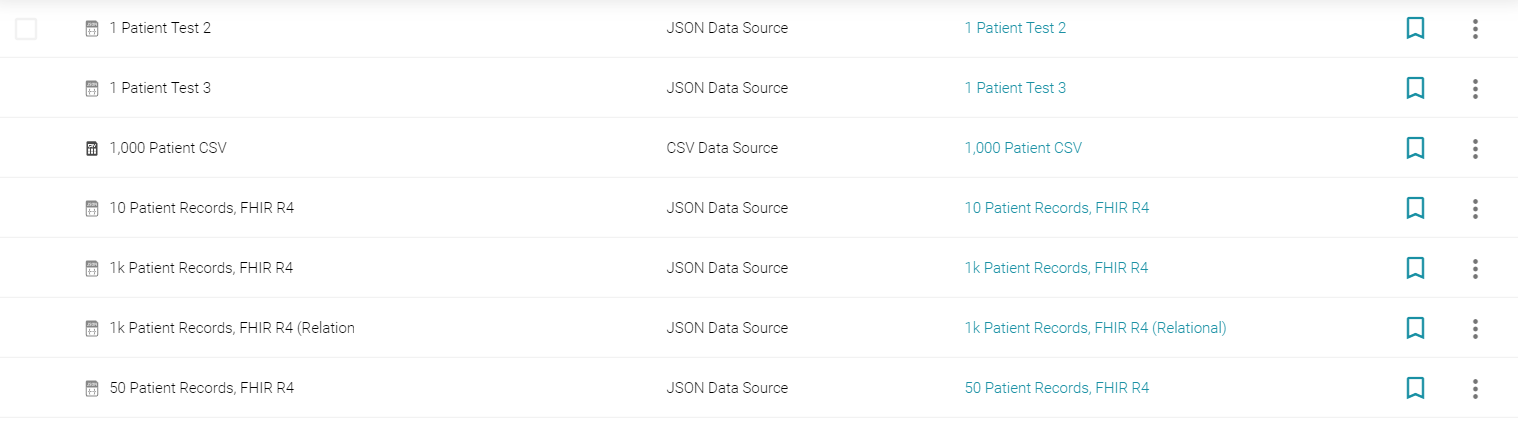 1 Patient Test 2 JSON Data Source 1 Patient Test 2
1 Patient Test 3 JSON Data Source 1 Patient Test 3
1,000 Patient CSV CSV Data Source 1,000 Patient CSV
10 Patient Records, FHIR R4 JSON Data Source 10 Patient Records, FHIR R4
1k Patient Records, FHIR R4 JSON Data Source 1k Patient Records, FHIR R4
1k Patient Records, FHIR R4 (Relation JSON Data Source 1k Patient Records, FHIR R4 (Relational)
50 Patient Records, FHIR R4 JSON Data Source 50 Patient Records, FHIR R4